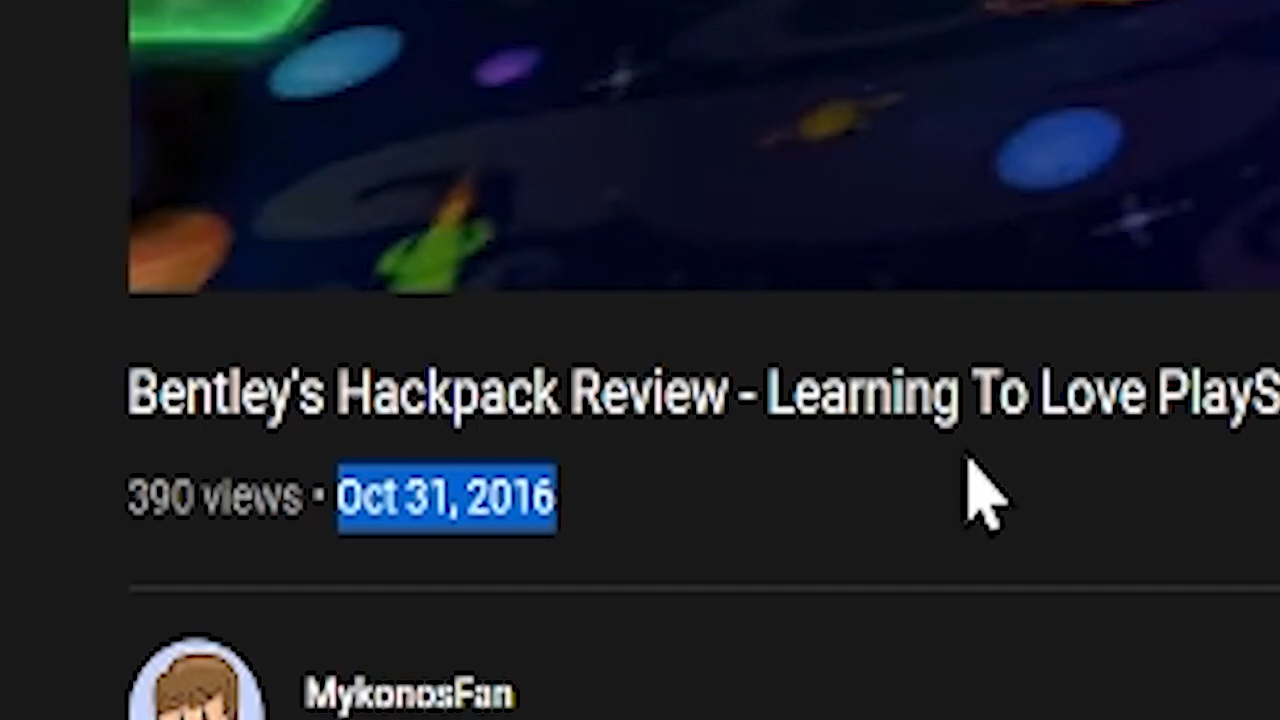 Bentley's Hackpack Review - Learning To Love PlayS
390 views • Oct 31, 2016
MykonosFan